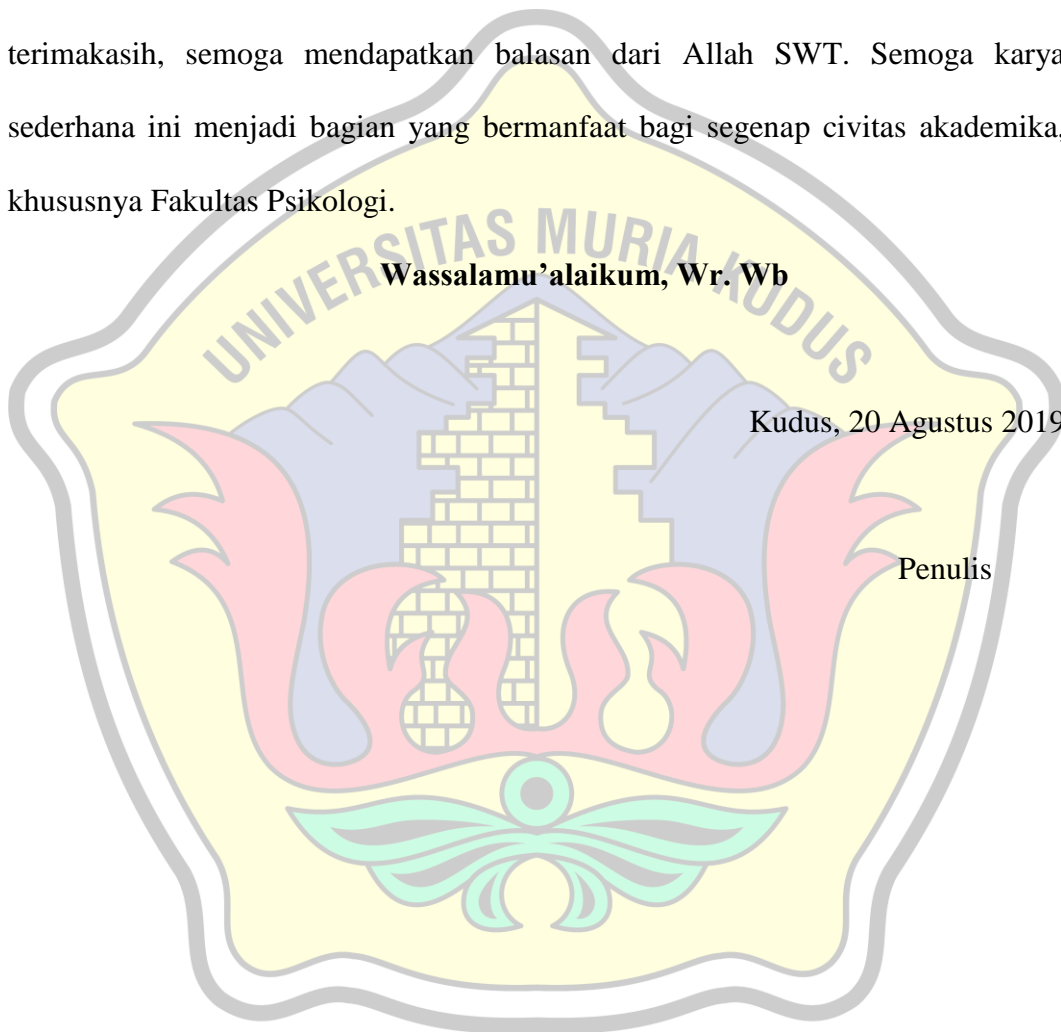 terimakasih, semoga mendapatkan balasan dari Allah SWT. Semoga karya
sederhana ini menjadi bagian yang bermanfaat bagi segenap civitas akademika,
khususnya Fakultas Psikologi.
UNIVERSITAS MURIA KUDUS
Wassalamu’alaikum, Wr. Wb
Kudus, 20 Agustus 2019
Penulis